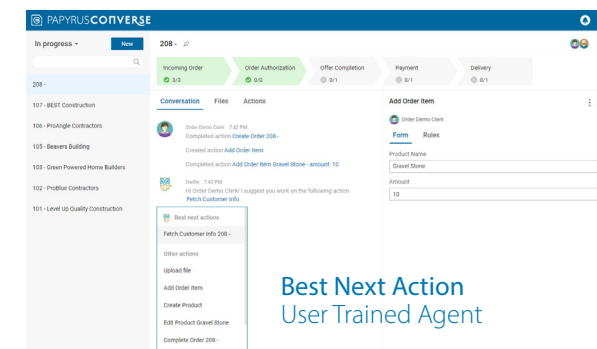 PAPYRUSCONVERSE
In progress
New
208 -
Incoming Order
3/3
Order Authorization
0/0
Offer Completion
0/1
Payment
0/1
Delivery
0/1
208 -
107 - BEST Construction
106 - ProAngle Contractors
105 - Beavers Building
103 - Green Powered Home Builders
102 - ProBlue Contractors
101 - Level Up Quality Construction
Conversation Files Actions
Order Demo Clerk 7:42 PM
Completed action Create Order 208 -
Created action Add Order Item
Completed action Add Order Item Gravel Stone - amount: 10
Owlfie 7:43 PM
Hi Order Demo Clerk! I suggest you work on the following action
Fetch Customer Info
Best next actions
Fetch Customer Info 208 -
Other actions
Upload file
Add Order Item
Create Product
Edit Product Gravel Stone
Complete Order 208 -
Add Order Item
Order Demo Clerk
Form Rules
Product Name
Gravel Stone
Amount
10
Best Next Action
User Trained Agent